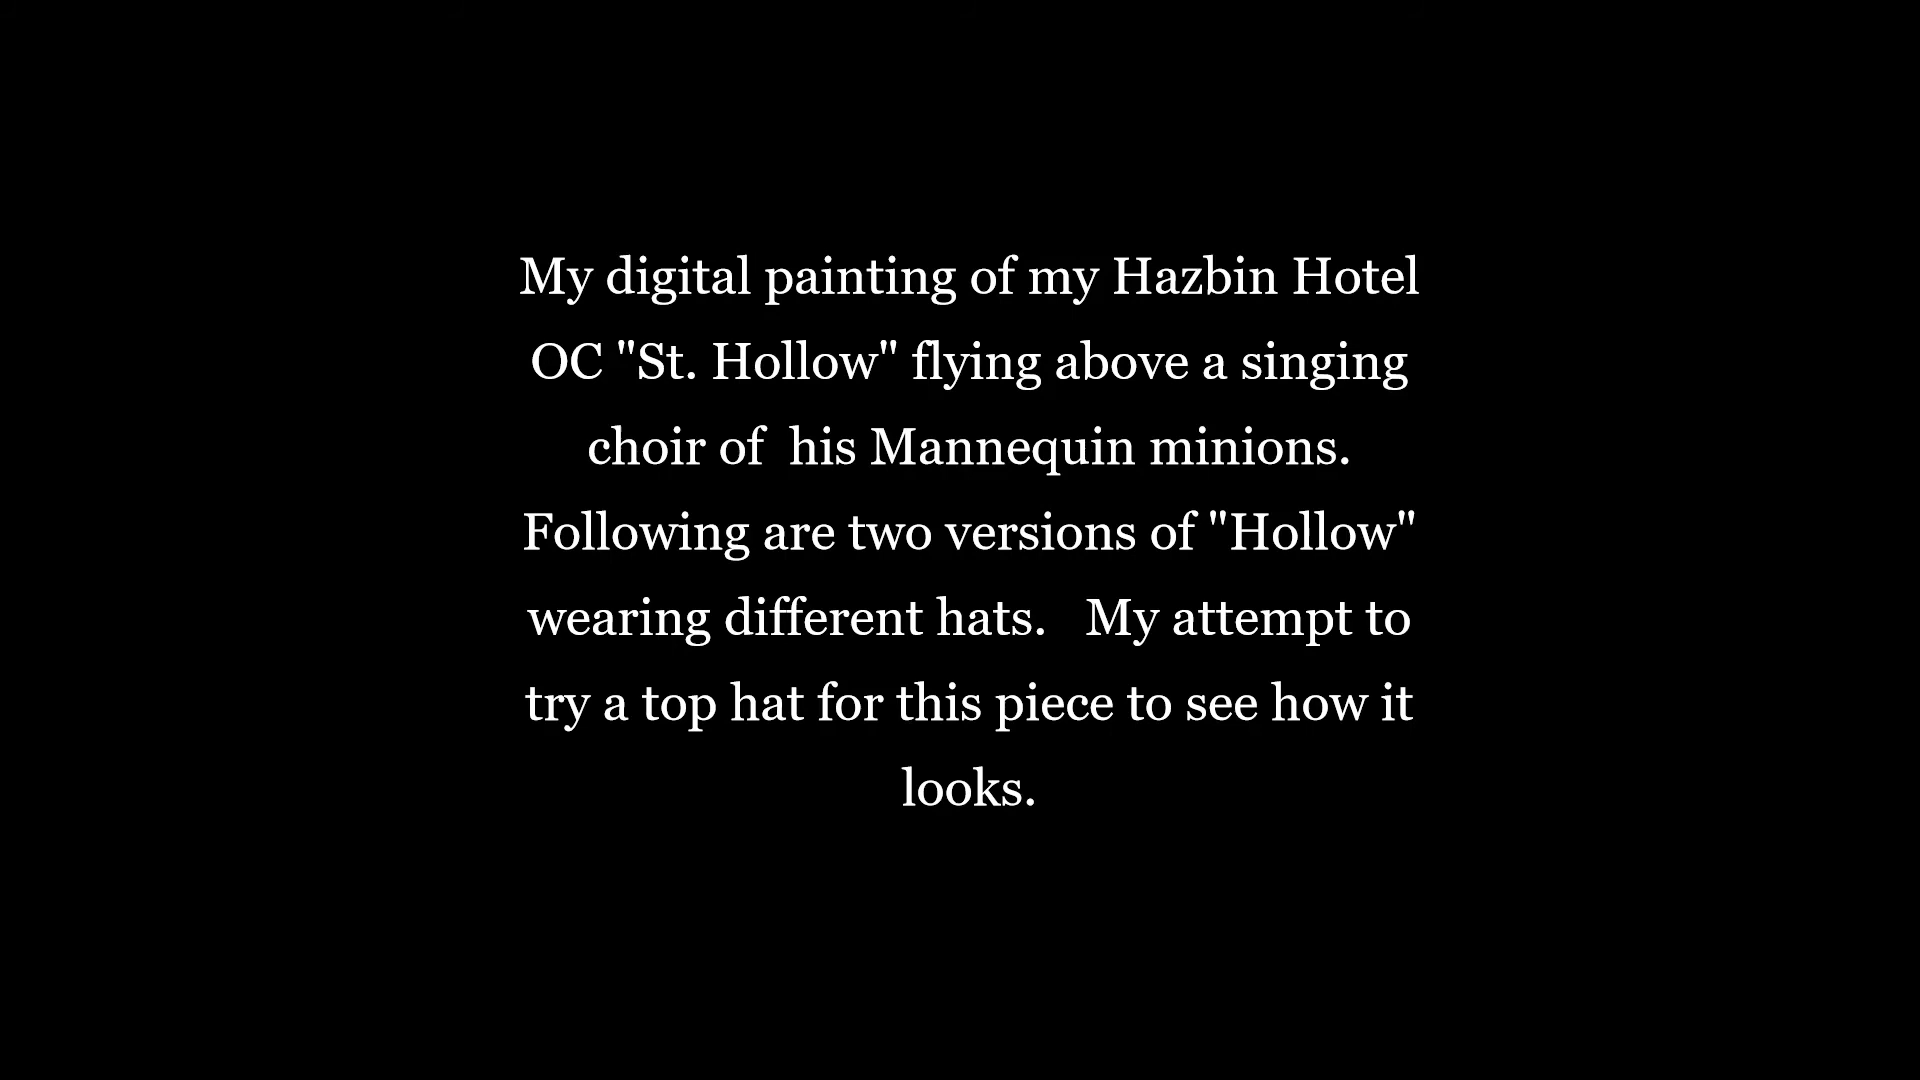 My digital painting of my Hazbin Hotel
OC "St. Hollow" flying above a singing
choir of  his Mannequin minions.
Following are two versions of "Hollow"
wearing different hats.   My attempt to
try a top hat for this piece to see how it
looks.